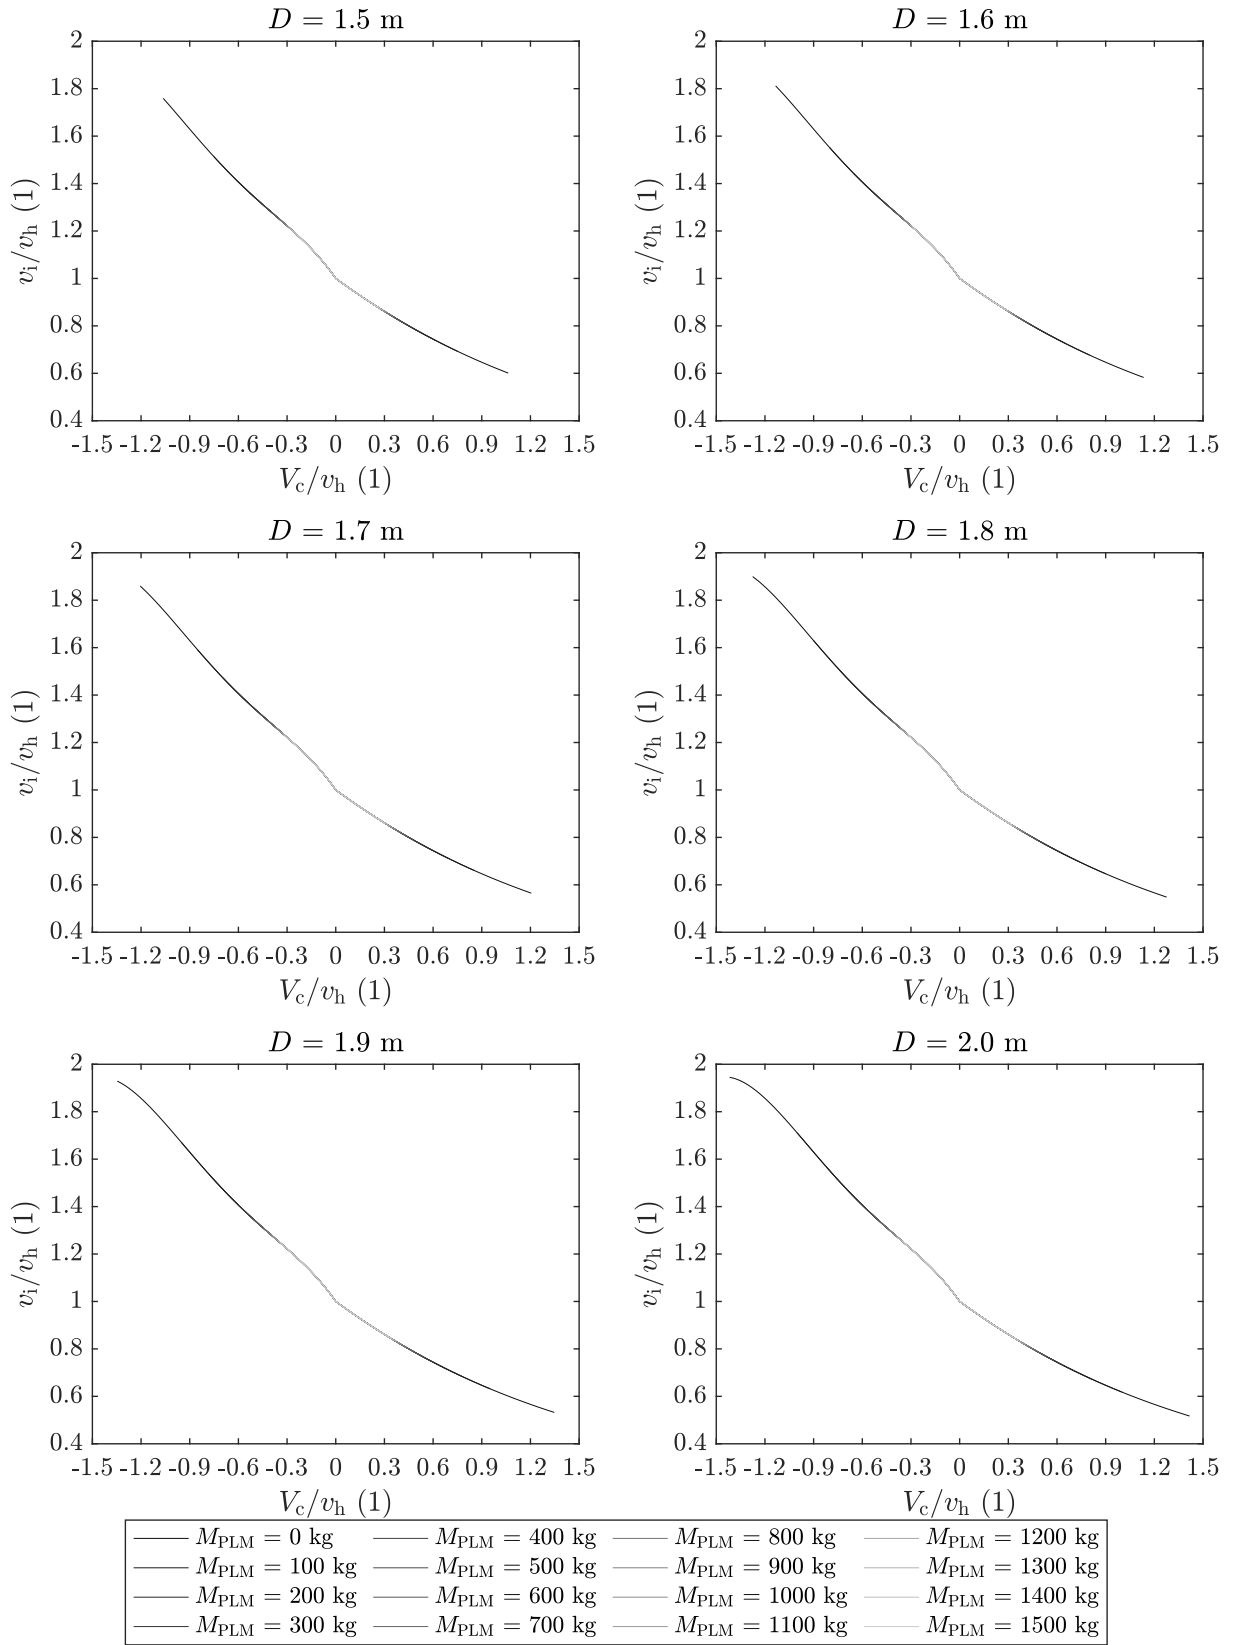 D = 1.5 m
2
1.8
1.6
1.4
1.2
1
0.8
0.6
0.4
v_i/v_h (1)
-1.5 -1.2 -0.9 -0.6 -0.3 0 0.3 0.6 0.9 1.2 1.5
V_c/v_h (1)
D = 1.6 m
2
1.8
1.6
1.4
1.2
1
0.8
0.6
0.4
v_i/v_h (1)
-1.5 -1.2 -0.9 -0.6 -0.3 0 0.3 0.6 0.9 1.2 1.5
V_c/v_h (1)
D = 1.7 m
2
1.8
1.6
1.4
1.2
1
0.8
0.6
0.4
v_i/v_h (1)
-1.5 -1.2 -0.9 -0.6 -0.3 0 0.3 0.6 0.9 1.2 1.5
V_c/v_h (1)
D = 1.8 m
2
1.8
1.6
1.4
1.2
1
0.8
0.6
0.4
v_i/v_h (1)
-1.5 -1.2 -0.9 -0.6 -0.3 0 0.3 0.6 0.9 1.2 1.5
V_c/v_h (1)
D = 1.9 m
2
1.8
1.6
1.4
1.2
1
0.8
0.6
0.4
v_i/v_h (1)
-1.5 -1.2 -0.9 -0.6 -0.3 0 0.3 0.6 0.9 1.2 1.5
V_c/v_h (1)
D = 2.0 m
2
1.8
1.6
1.4
1.2
1
0.8
0.6
0.4
v_i/v_h (1)
-1.5 -1.2 -0.9 -0.6 -0.3 0 0.3 0.6 0.9 1.2 1.5
V_c/v_h (1)
M_PLM = 0 kg M_PLM = 400 kg M_PLM = 800 kg M_PLM = 1200 kg
M_PLM = 100 kg M_PLM = 500 kg M_PLM = 900 kg M_PLM = 1300 kg
M_PLM = 200 kg M_PLM = 600 kg M_PLM = 1000 kg M_PLM = 1400 kg
M_PLM = 300 kg M_PLM = 700 kg M_PLM = 1100 kg M_PLM = 1500 kg